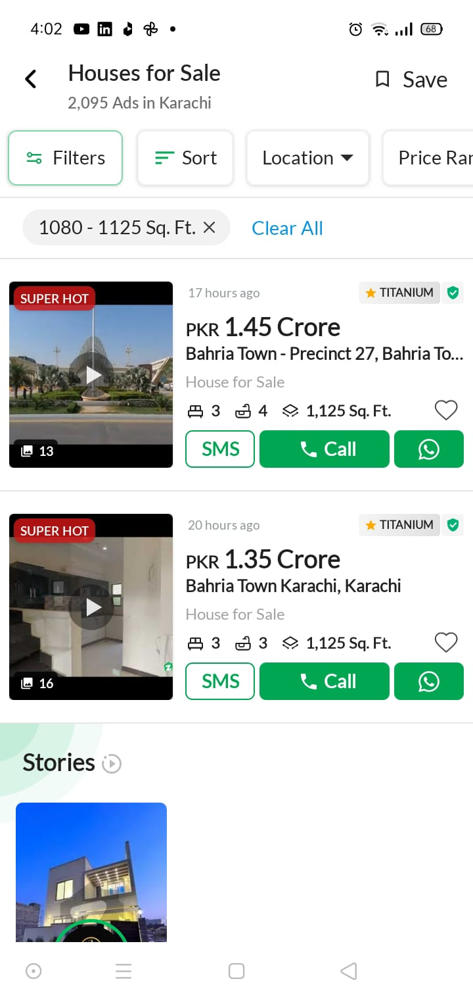 4:02
68
Houses for Sale
Save
2,095 Ads in Karachi
Filters
Sort
Location
Price Rar
1080 - 1125 Sq. Ft.
Clear All
SUPER HOT
17 hours ago
TITANIUM
PKR 1.45 Crore
Bahria Town - Precinct 27, Bahria To...
House for Sale
3 4 1,125 Sq. Ft.
13
SMS
Call
SUPER HOT
20 hours ago
TITANIUM
PKR 1.35 Crore
Bahria Town Karachi, Karachi
House for Sale
3 3 1,125 Sq. Ft.
16
SMS
Call
Stories